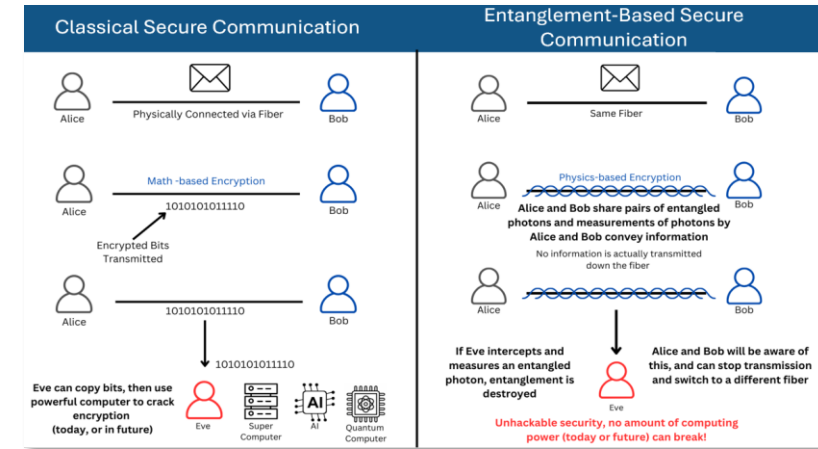 Classical Secure Communication
Alice
Physically Connected via Fiber
Bob
Math -based Encryption
Alice
1010101011110
Bob
Encrypted Bits
Transmitted
Alice
1010101011110
Bob
1010101011110
Eve can copy bits, then use
powerful computer to crack
encryption
(today, or in future)
Eve
Super
Computer
AI
AI
Quantum
Computer
Entanglement-Based Secure
Communication
Alice
Same Fiber
Bob
Physics-based Encryption
Alice
Bob
Alice and Bob share pairs of entangled
photons and measurements of photons by
Alice and Bob convey information
No information is actually transmitted
down the fiber
Alice
Bob
If Eve intercepts and
measures an entangled
photon, entanglement is
destroyed
Eve
Alice and Bob will be aware of
this, and can stop transmission
and switch to a different fiber
Unhackable security, no amount of computing
power (today or future) can break!